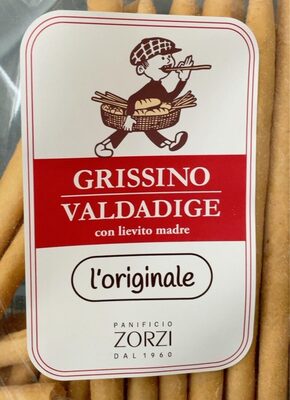 GRISSINO
VALDADIGE
con lievito madre
l'originale
PANIFICIO
ZORZI
DAL 1960